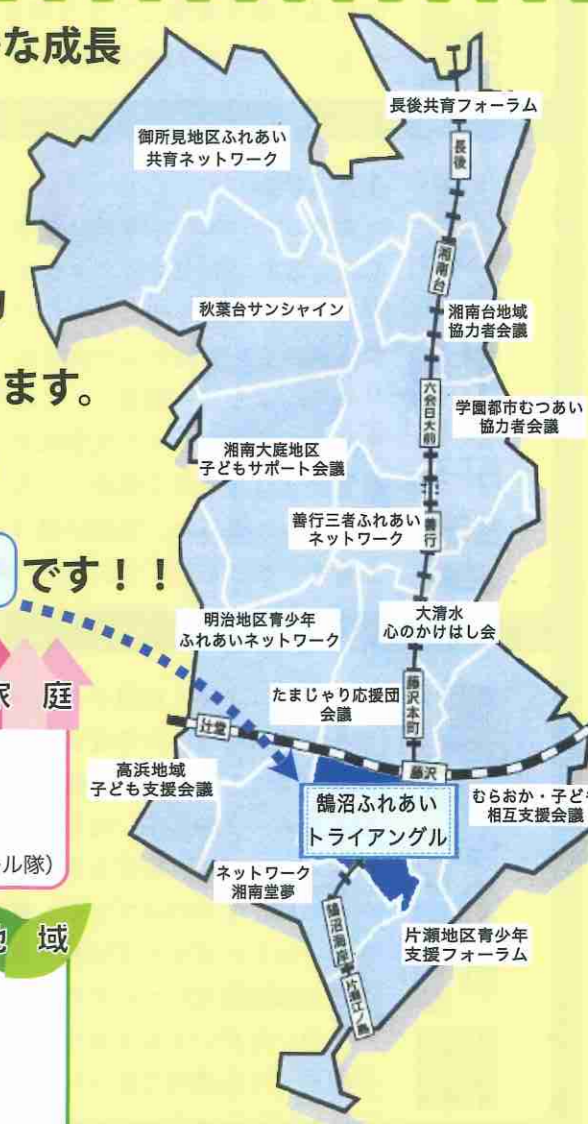 な成長
ます。
です！！
家 庭
ル隊)
地 域
長後共育フォーラム
長後
御所見地区ふれあい
共育ネットワーク
湘南台
秋葉台サンシャイン
湘南台地域
協力者会議
六会日大前
学園都市むつあい
協力者会議
湘南大庭地区
子どもサポート会議
善行三者ふれあい
ネットワーク
善行
明治地区青少年
ふれあいネットワーク
大清水
心のかけはし会
たまじゃり応援団
会議
藤沢本町
辻堂
藤沢
高浜地域
子ども支援会議
鵠沼ふれあい
トライアングル
むらおか・子ども
相互支援会議
ネットワーク
湘南堂夢
鵠沼海岸
片瀬地区青少年
支援フォーラム
片瀬江ノ島